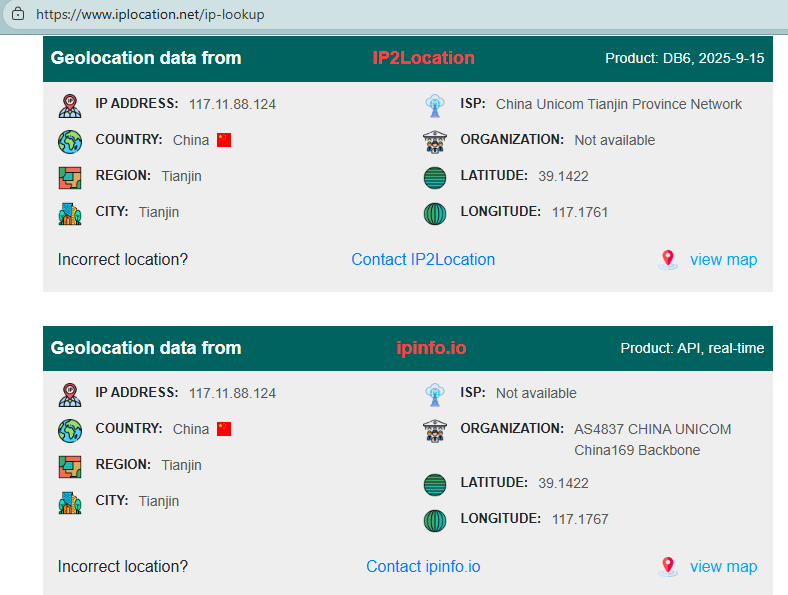 https://www.iplocation.net/ip-lookup
Geolocation data from IP2Location Product: DB6, 2025-9-15
IP ADDRESS: 117.11.88.124 ISP: China Unicom Tianjin Province Network
COUNTRY: China ORGANIZATION: Not available
REGION: Tianjin LATITUDE: 39.1422
CITY: Tianjin LONGITUDE: 117.1761
Incorrect location? Contact IP2Location view map
Geolocation data from ipinfo.io Product: API, real-time
IP ADDRESS: 117.11.88.124 ISP: Not available
COUNTRY: China ORGANIZATION: AS4837 CHINA UNICOM
China169 Backbone
REGION: Tianjin
LATITUDE: 39.1422
CITY: Tianjin
LONGITUDE: 117.1767
Incorrect location? Contact ipinfo.io view map